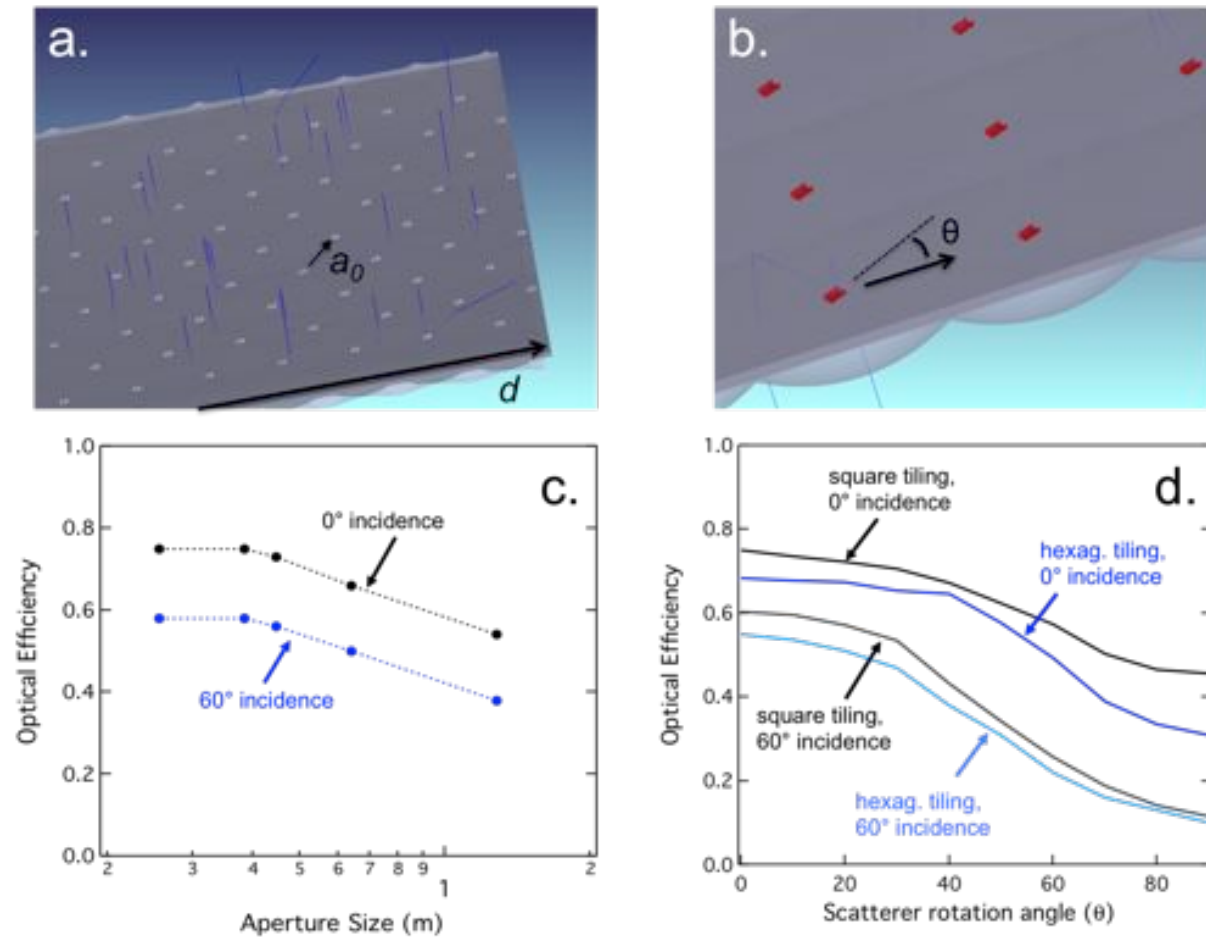 a.
a0
d
b.
θ
c.
0° incidence
60° incidence
Optical Efficiency
1.0
0.8
0.6
0.4
0.2
0.0
2 3 4 5 6 7 8 9 1 2
Aperture Size (m)
d.
square tiling,
0° incidence
hexag. tiling,
0° incidence
square tiling,
60° incidence
hexag. tiling,
60° incidence
Optical Efficiency
1.0
0.8
0.6
0.4
0.2
0.0
0 20 40 60 80
Scatterer rotation angle (θ)